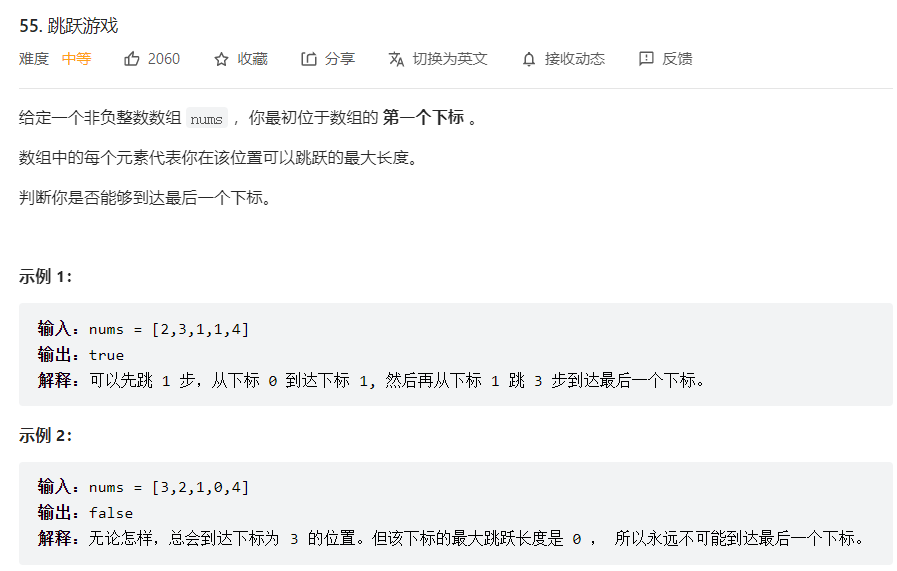 55. 跳跃游戏
难度 中等 2060 收藏 分享 切换为英文 接收动态 反馈
给定一个非负整数数组 nums ，你最初位于数组的 第一个下标 。
数组中的每个元素代表你在该位置可以跳跃的最大长度。
判断你是否能够到达最后一个下标。
示例 1：
输入：nums = [2,3,1,1,4]
输出：true
解释：可以先跳 1 步，从下标 0 到达下标 1, 然后再从下标 1 跳 3 步到达最后一个下标。
示例 2：
输入：nums = [3,2,1,0,4]
输出：false
解释：无论怎样，总会到达下标为 3 的位置。但该下标的最大跳跃长度是 0 ， 所以永远不可能到达最后一个下标。